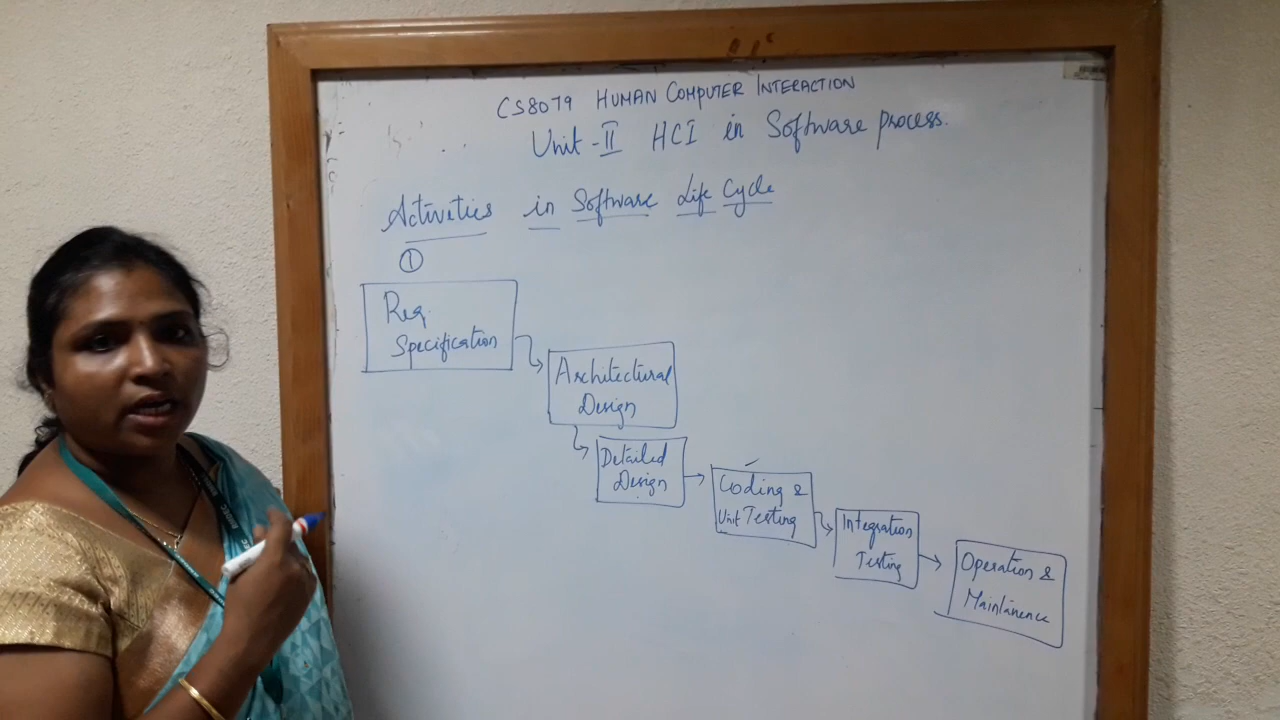 CS8079 HUMAN COMPUTER INTERACTION
Unit - II HCI in Software process.
Activities in Software Life Cycle
①
Req.
Specification
Architectural
Design
Detailed
Design
Coding &
Unit Testing
Integration
Testing
Operation &
Maintanence